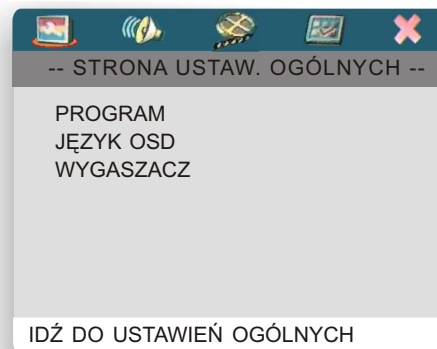 -- STRONA USTAW. OGÓLNYCH --
PROGRAM
JĘZYK OSD
WYGASZACZ
IDŹ DO USTAWIEŃ OGÓLNYCH